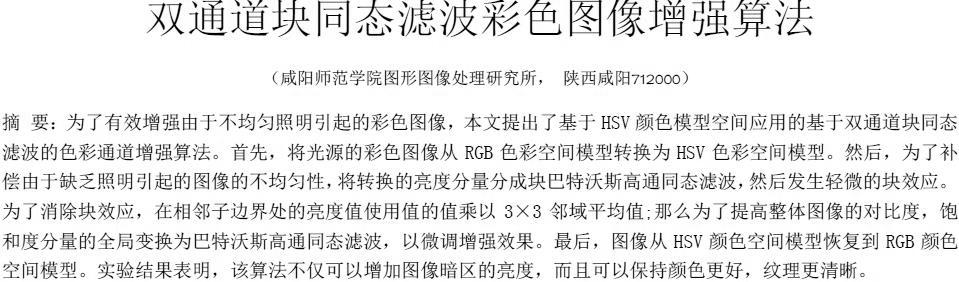 双通道块同态滤波彩色图像增强算法
（咸阳师范学院图形图像处理研究所， 陕西咸阳712000）
摘 要：为了有效增强由于不均匀照明引起的彩色图像，本文提出了基于 HSV 颜色模型空间应用的基于双通道块同态
滤波的色彩通道增强算法。首先，将光源的彩色图像从 RGB 色彩空间模型转换为 HSV 色彩空间模型。然后，为了补
偿由于缺乏照明引起的图像的不均匀性，将转换的亮度分量分成块巴特沃斯高通同态滤波，然后发生轻微的块效应。
为了消除块效应，在相邻子边界处的亮度值使用值的值乘以 3×3 邻域平均值;那么为了提高整体图像的对比度，饱
和度分量的全局变换为巴特沃斯高通同态滤波，以微调增强效果。最后，图像从 HSV 颜色空间模型恢复到 RGB 颜色
空间模型。实验结果表明，该算法不仅可以增加图像暗区的亮度，而且可以保持颜色更好，纹理更清晰。